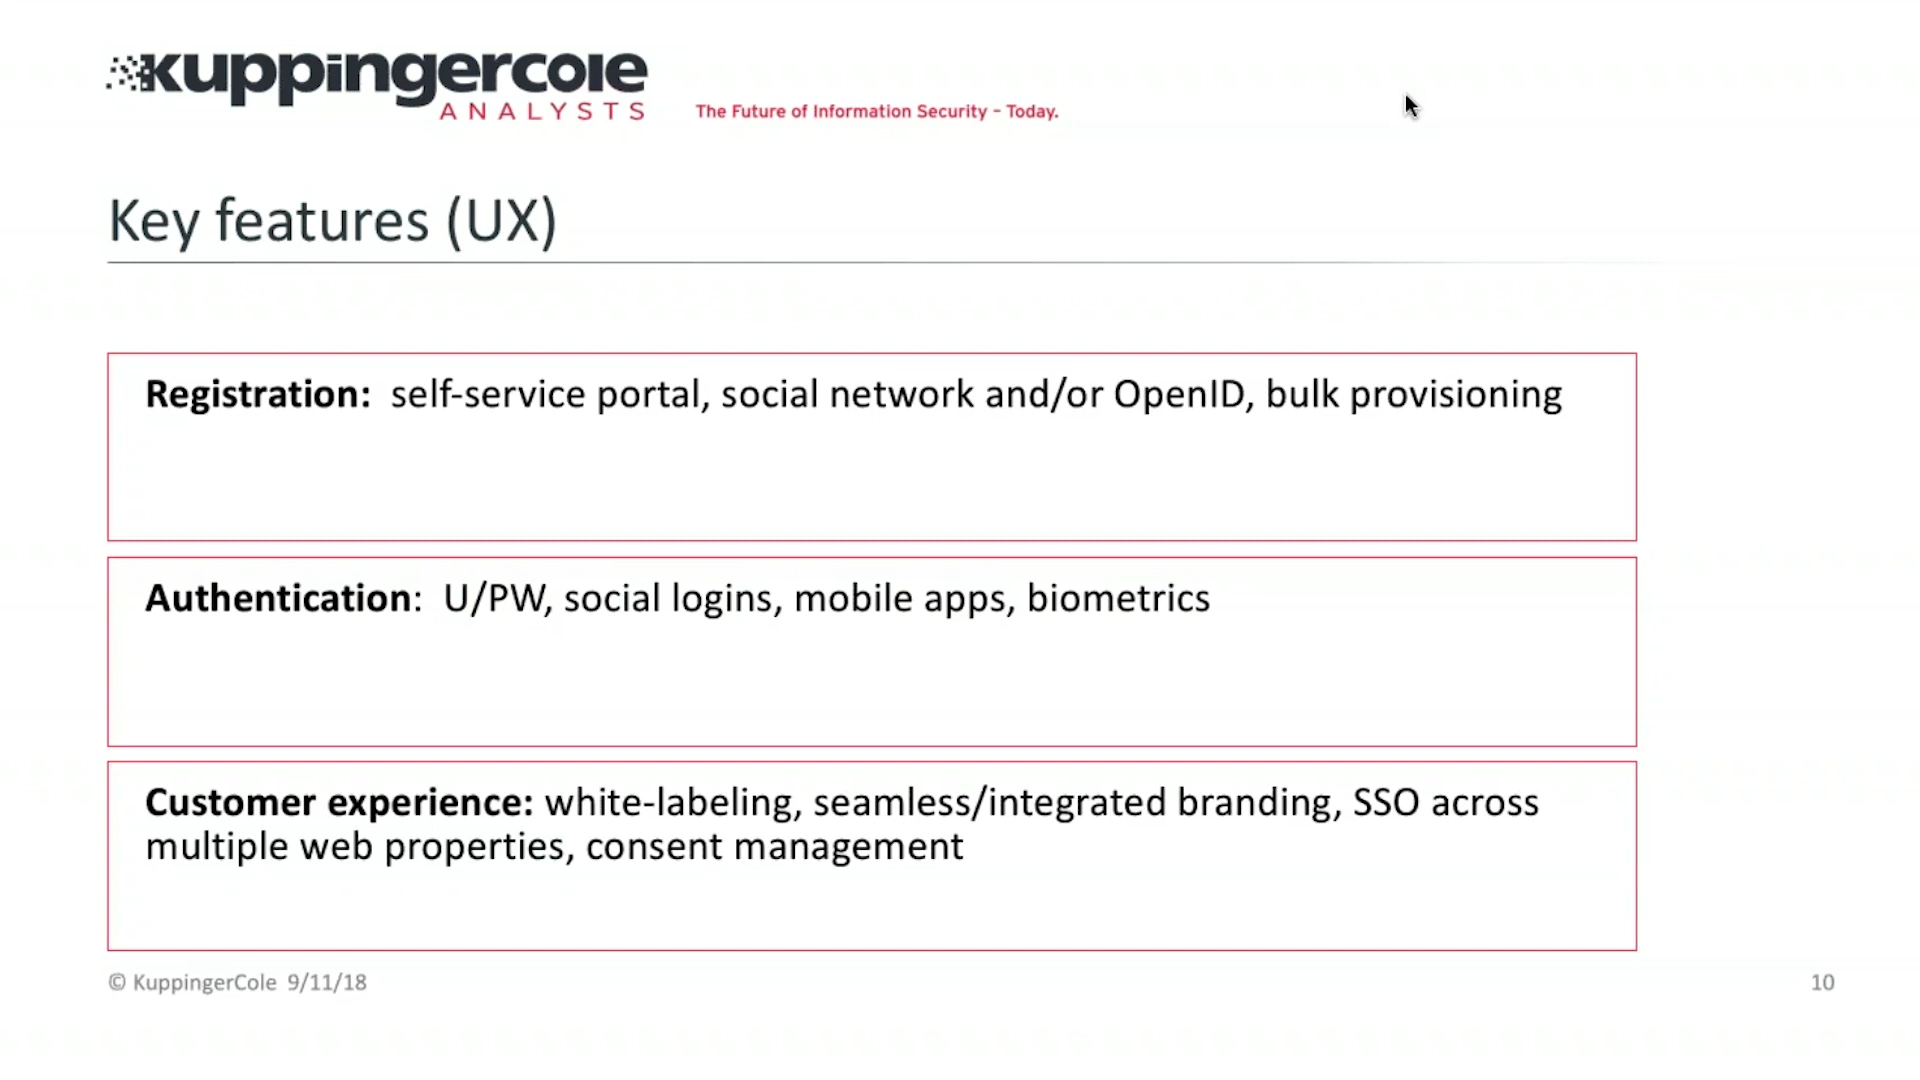 kuppingercole
ANALYSTS
The Future of Information Security - Today.
Key features (UX)
Registration: self-service portal, social network and/or OpenID, bulk provisioning
Authentication: U/PW, social logins, mobile apps, biometrics
Customer experience: white-labeling, seamless/integrated branding, SSO across
multiple web properties, consent management
© KuppingerCole 9/11/18
10